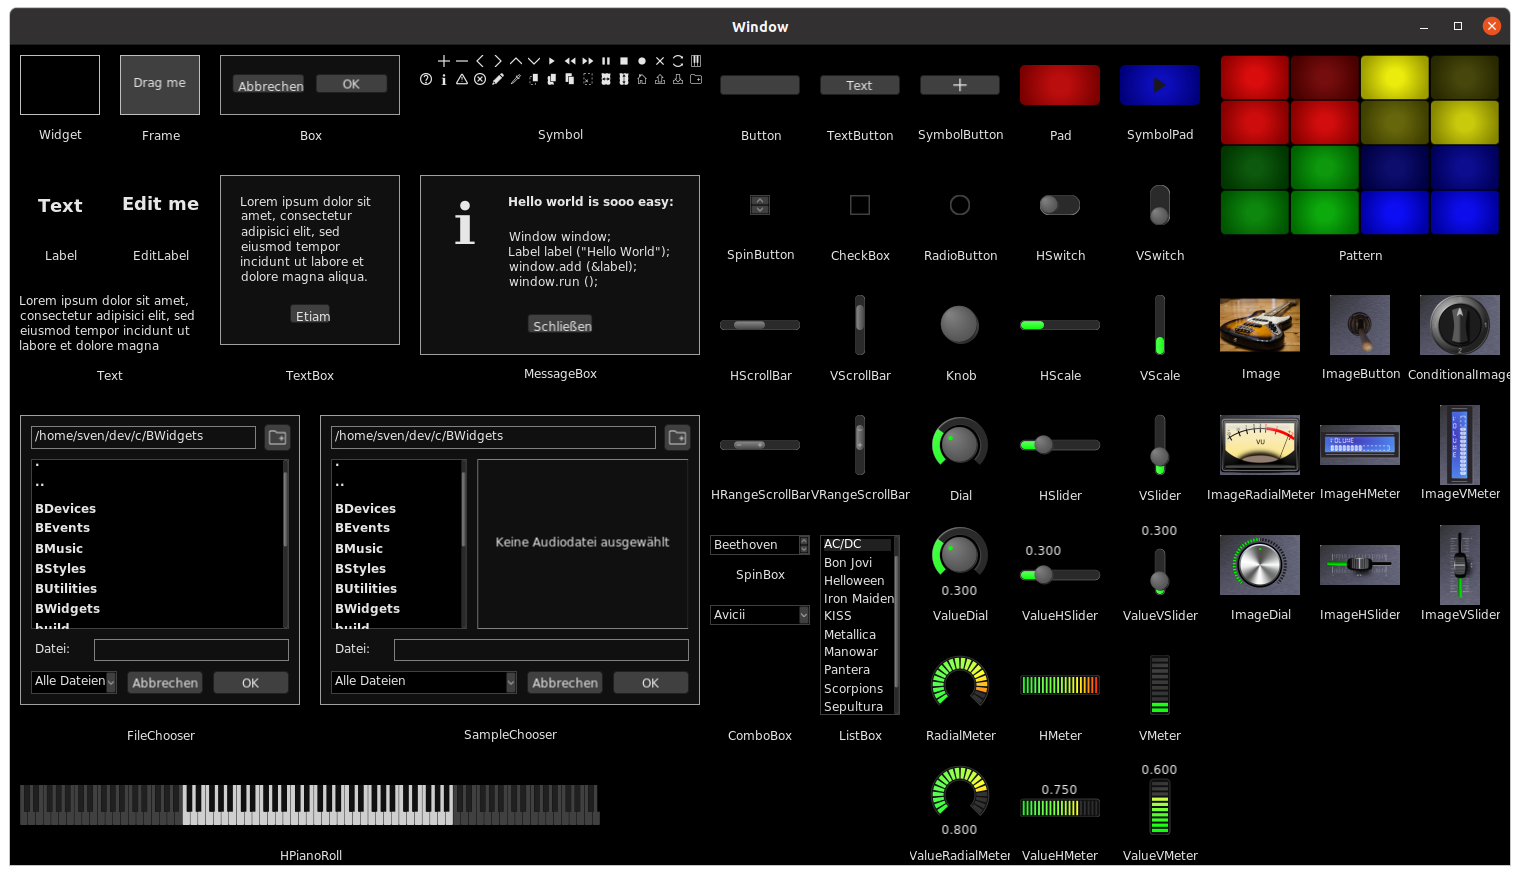 Window
Drag me
Abbrechen OK
Widget
Frame
Box
Symbol
Text
Button
TextButton
SymbolButton
Pad
SymbolPad
Text
Edit me
Label
EditLabel
Lorem ipsum dolor sit
amet, consectetur
adipisici elit, sed
eiusmod tempor
incidunt ut labore et
dolore magna aliqua.
Etiam
Hello world is sooo easy:
Window window;
Label label ("Hello World");
window.add (&label);
window.run ();
Schließen
SpinButton
CheckBox
RadioButton
HSwitch
VSwitch
Pattern
Lorem ipsum dolor sit amet,
consectetur adipisici elit, sed
eiusmod tempor incidunt ut
labore et dolore magna
Text
TextBox
MessageBox
HScrollBar
VScrollBar
Knob
HScale
VScale
Image
ImageButton
ConditionalImage
/home/sven/dev/c/BWidgets
.
..
BDevices
BEvents
BMusic
BStyles
BUtilities
BWidgets
build
Datei:
Alle Dateien
Abbrechen
OK
FileChooser
/home/sven/dev/c/BWidgets
.
..
BDevices
BEvents
BMusic
BStyles
BUtilities
BWidgets
build
Keine Audiodatei ausgewählt
Datei:
Alle Dateien
Abbrechen
OK
SampleChooser
HRangeScrollBar
VRangeScrollBar
Dial
HSlider
VSlider
VU
ImageRadialMeter
VOLUME
ImageHMeter
VOLUME
ImageVMeter
Beethoven
SpinBox
Avicii
ComboBox
AC/DC
Bon Jovi
Helloween
Iron Maiden
KISS
Metallica
Manowar
Pantera
Scorpions
Sepultura
ListBox
0.300
ValueDial
0.300
ValueHSlider
0.300
ValueVSlider
ImageDial
ImageHSlider
ImageVSlider
RadialMeter
HMeter
VMeter
HPianoRoll
0.800
ValueRadialMeter
0.750
ValueHMeter
0.600
ValueVMeter